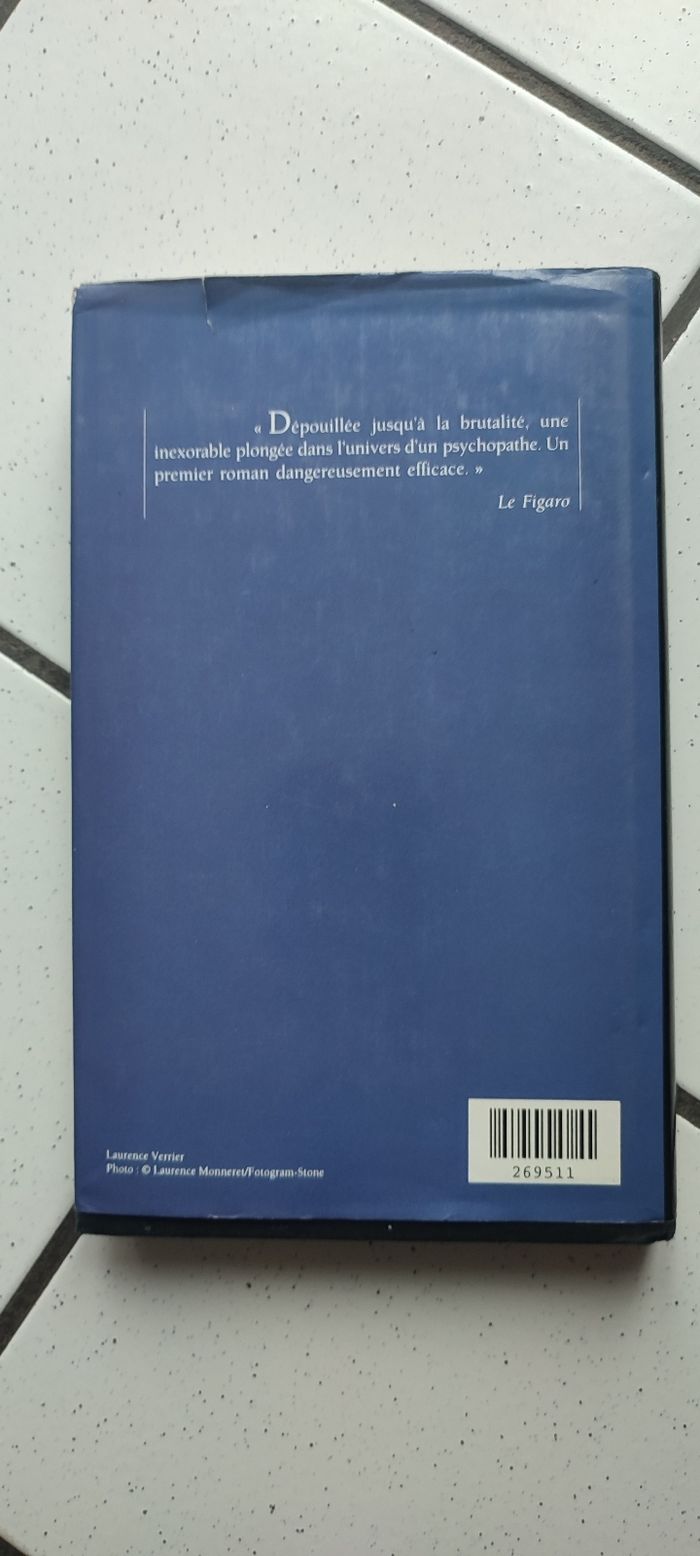 « Dépouillée jusqu'à la brutalité, une
inexorable plongée dans l'univers d'un psychopathe. Un
premier roman dangereusement efficace. »
Le Figaro
Laurence Verrier
Photo : © Laurence Monneret/Fotogram-Stone
269511